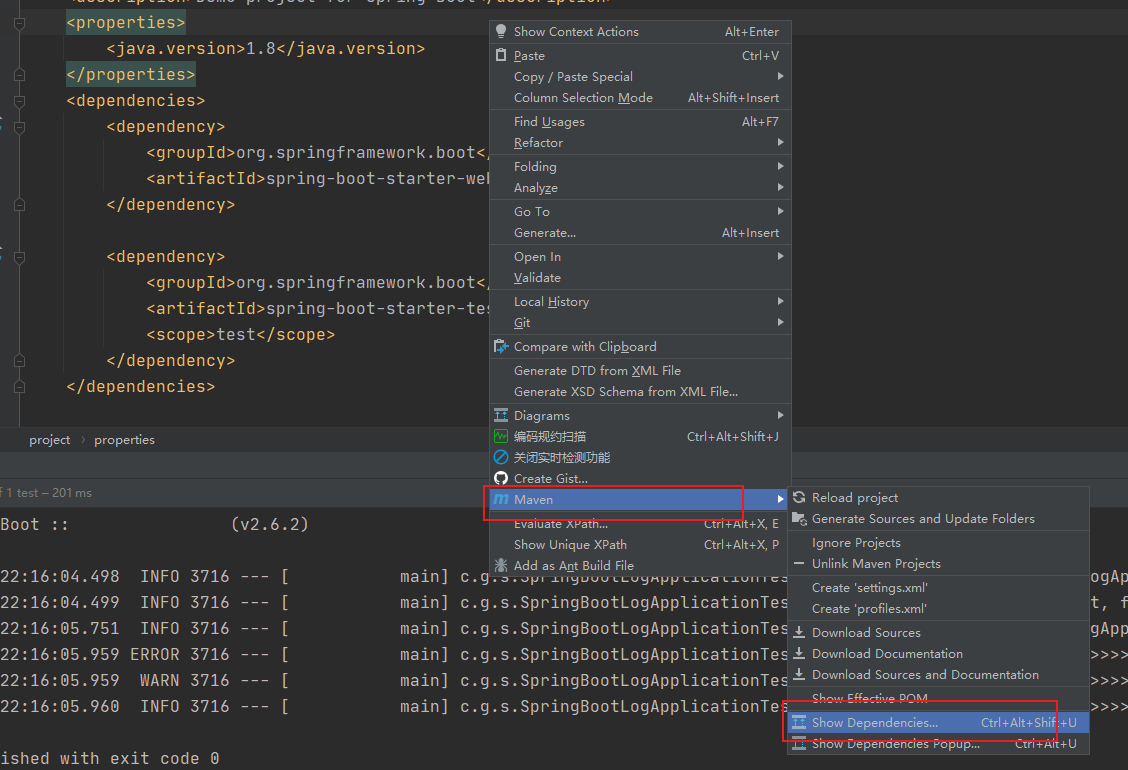 <description>Demo project for Spring Boot</description>
<properties>
<java.version>1.8</java.version>
</properties>
<dependencies>
<dependency>
<groupId>org.springframework.boot</
<artifactId>spring-boot-starter-web
</dependency>
<dependency>
<groupId>org.springframework.boot</
<artifactId>spring-boot-starter-tes
<scope>test</scope>
</dependency>
</dependencies>
project > properties
f 1 test – 201 ms
Boot :: (v2.6.2)
22:16:04.498 INFO 3716 --- [ main] c.g.s.SpringBootLogApplicationTes
22:16:04.499 INFO 3716 --- [ main] c.g.s.SpringBootLogApplicationTes
22:16:05.751 INFO 3716 --- [ main] c.g.s.SpringBootLogApplicationTes
22:16:05.959 ERROR 3716 --- [ main] c.g.s.SpringBootLogApplicationTes
22:16:05.959 WARN 3716 --- [ main] c.g.s.SpringBootLogApplicationTes
22:16:05.960 INFO 3716 --- [ main] c.g.s.SpringBootLogApplicationTes
ished with exit code 0
Show Context Actions Alt+Enter
Paste Ctrl+V
Copy / Paste Special
Column Selection Mode Alt+Shift+Insert
Find Usages Alt+F7
Refactor
Folding
Analyze
Go To
Generate... Alt+Insert
Open In
Validate
Local History
Git
Compare with Clipboard
Generate DTD from XML File
Generate XSD Schema from XML File...
Diagrams
编码规约扫描 Ctrl+Alt+Shift+J
关闭实时检测功能
Create Gist...
Maven
Evaluate XPath... Ctrl+Alt+X, E
Show Unique XPath Ctrl+Alt+X, P
Add as Ant Build File
Reload project
Generate Sources and Update Folders
Ignore Projects
Unlink Maven Projects
Create 'settings.xml'
Create 'profiles.xml'
Download Sources
Download Documentation
Download Sources and Documentation
Show Effective POM
Show Dependencies... Ctrl+Alt+Shift+U
Show Dependencies Popup... Ctrl+Alt+U
ogAp
t, f
gApp
>>>>
>>>>
>>>>